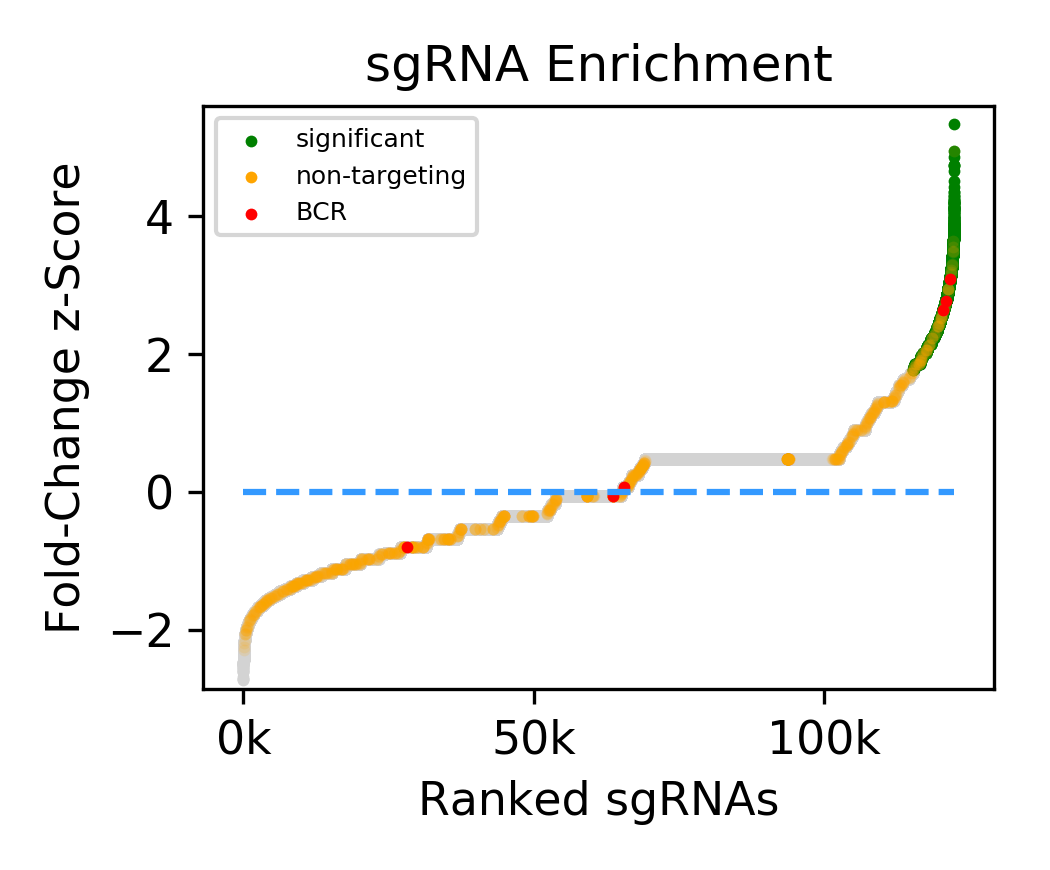 sgRNA Enrichment
significant
non-targeting
BCR
Fold-Change z-Score
4
2
0
−2
0k
50k
100k
Ranked sgRNAs